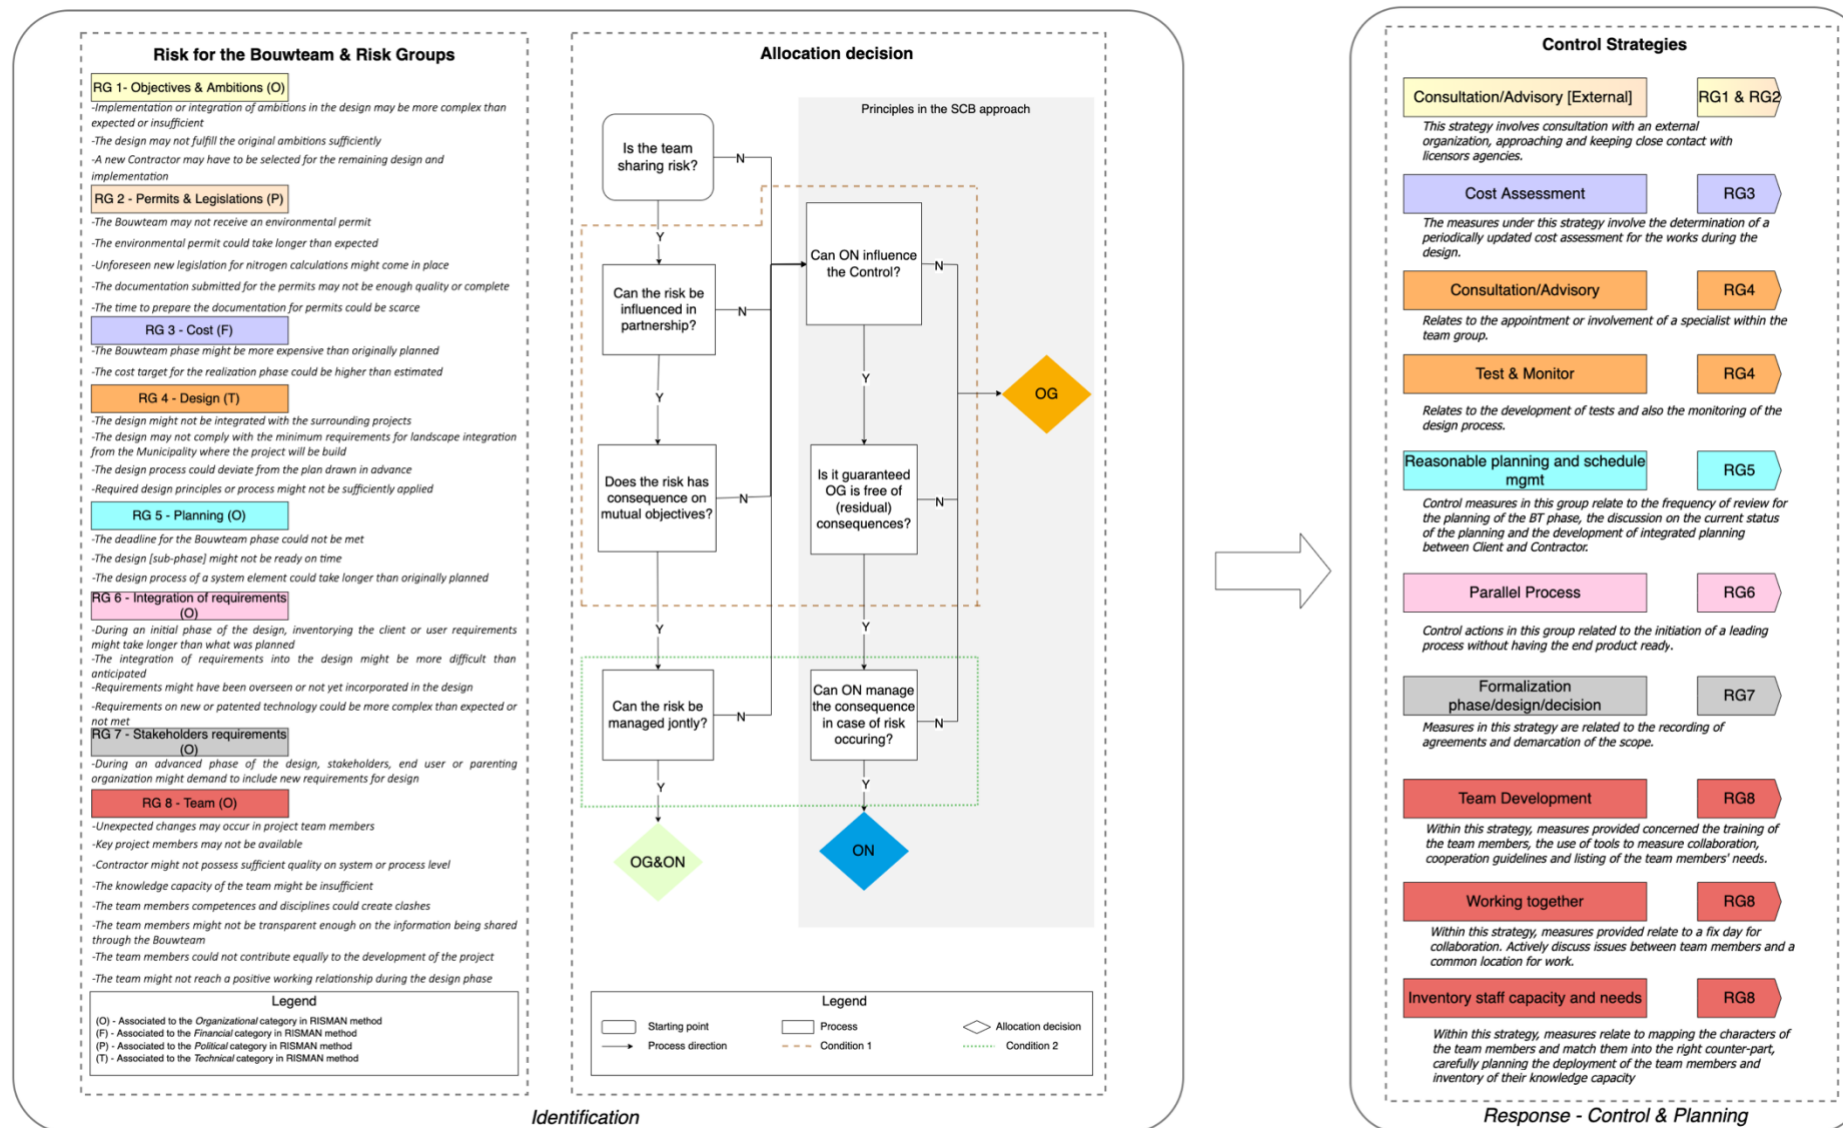 Risk for the Bouwteam & Risk Groups
RG 1- Objectives & Ambitions (O)
-Implementation or integration of ambitions in the design may be more complex than
expected or insufficient
-The design may not fulfill the original ambitions sufficiently
-A new Contractor may have to be selected for the remaining design and
implementation
RG 2 - Permits & Legislations (P)
-The Bouwteam may not receive an environmental permit
-The environmental permit could take longer than expected
-Unforeseen new legislation for nitrogen calculations might come in place
-The documentation submitted for the permits may not be enough quality or complete
-The time to prepare the documentation for permits could be scarce
RG 3 - Cost (F)
-The Bouwteam phase might be more expensive than originally planned
-The cost target for the realization phase could be higher than estimated
RG 4 - Design (T)
-The design might not be integrated with the surrounding projects
-The design may not comply with the minimum requirements for landscape integration
from the Municipality where the project will be build
-The design process could deviate from the plan drawn in advance
-Required design principles or process might not be sufficiently applied
RG 5 - Planning (O)
-The deadline for the Bouwteam phase could not be met
-The design [sub-phase] might not be ready on time
-The design process of a system element could take longer than originally planned
RG 6 - Integration of requirements
(O)
-During an initial phase of the design, inventorying the client or user requirements
might take longer than what was planned
-The integration of requirements into the design might be more difficult than
anticipated
-Requirements might have been overseen or not yet incorporated in the design
-Requirements on new or patented technology could be more complex than expected or
not met
RG 7 - Stakeholders requirements
(O)
-During an advanced phase of the design, stakeholders, end user or parenting
organization might demand to include new requirements for design
RG 8 - Team (O)
-Unexpected changes may occur in project team members
-Key project members may not be available
-Contractor might not possess sufficient quality on system or process level
-The knowledge capacity of the team might be insufficient
-The team members competences and disciplines could create clashes
-The team members might not be transparent enough on the information being shared
through the Bouwteam
-The team members could not contribute equally to the development of the project
-The team might not reach a positive working relationship during the design phase
Legend
(O) - Associated to the Organizational category in RISMAN method
(F) - Associated to the Financial category in RISMAN method
(P) - Associated to the Political category in RISMAN method
(T) - Associated to the Technical category in RISMAN method
Allocation decision
Principles in the SCB approach
Is the team
sharing risk?
N
Y
Can the risk be
influenced in
partnership?
N
Y
Does the risk has
consequence on
mutual objectives?
N
Y
Can the risk be
managed jontly?
N
Y
OG&ON
Can ON influence
the Control?
N
Y
Is it guaranteed
OG is free of
(residual)
consequences?
N
Y
Can ON manage
the consequence
in case of risk
occuring?
N
Y
ON
OG
Legend
Starting point
Process
Allocation decision
Process direction
Condition 1
Condition 2
Identification
Control Strategies
Consultation/Advisory [External]
RG1 & RG2
This strategy involves consultation with an external
organization, approaching and keeping close contact with
licensors agencies.
Cost Assessment
RG3
The measures under this strategy involve the determination of a
periodically updated cost assessment for the works during the
design.
Consultation/Advisory
RG4
Relates to the appointment or involvement of a specialist within the
team group.
Test & Monitor
RG4
Relates to the development of tests and also the monitoring of the
design process.
Reasonable planning and schedule
mgmt
RG5
Control measures in this group relate to the frequency of review for
the planning of the BT phase, the discussion on the current status
of the planning and the development of integrated planning
between Client and Contractor.
Parallel Process
RG6
Control actions in this group related to the initiation of a leading
process without having the end product ready.
Formalization
phase/design/decision
RG7
Measures in this strategy are related to the recording of
agreements and demarcation of the scope.
Team Development
RG8
Within this strategy, measures provided concerned the training of
the team members, the use of tools to measure collaboration,
cooperation guidelines and listing of the team members' needs.
Working together
RG8
Within this strategy, measures provided relate to a fix day for
collaboration. Actively discuss issues between team members and a
common location for work.
Inventory staff capacity and needs
RG8
Within this strategy, measures relate to mapping the characters of
the team members and match them into the right counter-part,
carefully planning the deployment of the team members and
inventory of their knowledge capacity
Response - Control & Planning